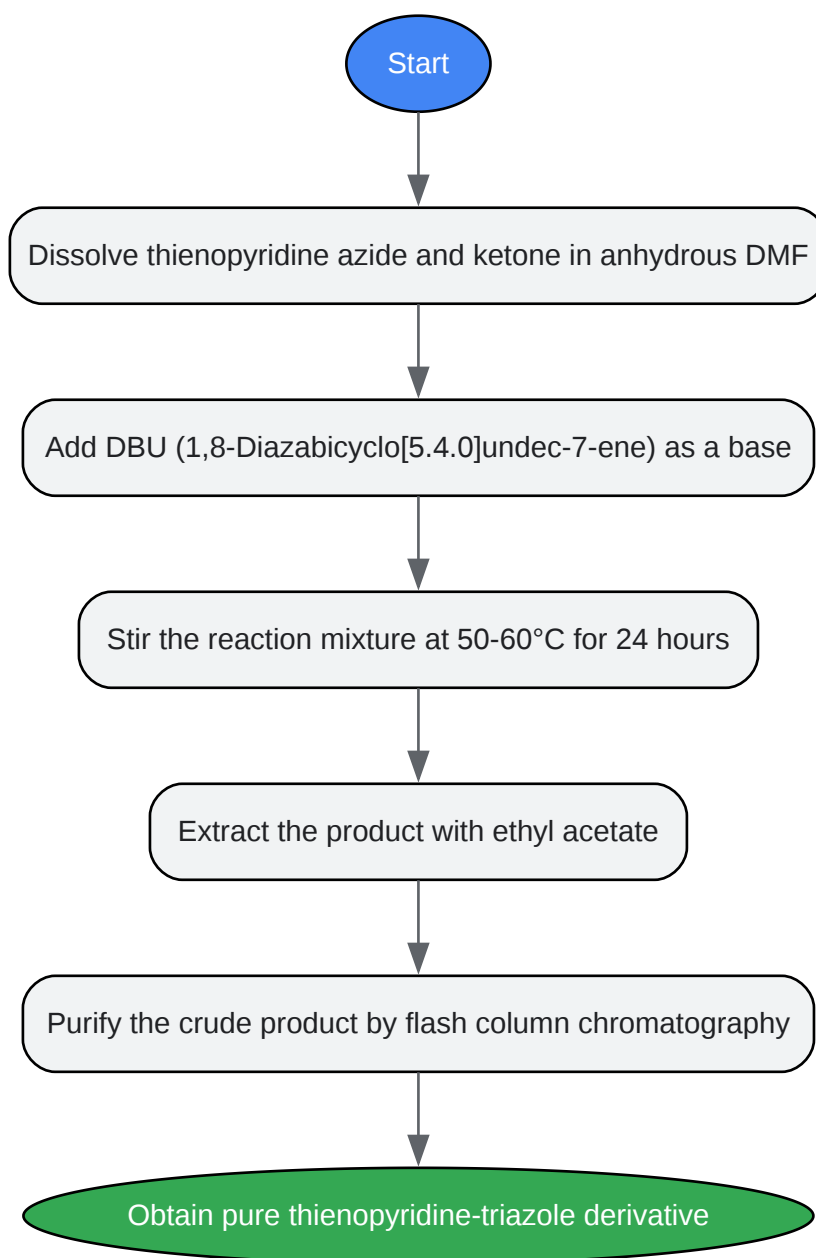 Start
Dissolve thienopyridine azide and ketone in anhydrous DMF
Add DBU (1,8-Diazabicyclo[5.4.0]undec-7-ene) as a base
Stir the reaction mixture at 50-60°C for 24 hours
Extract the product with ethyl acetate
Purify the crude product by flash column chromatography
Obtain pure thienopyridine-triazole derivative